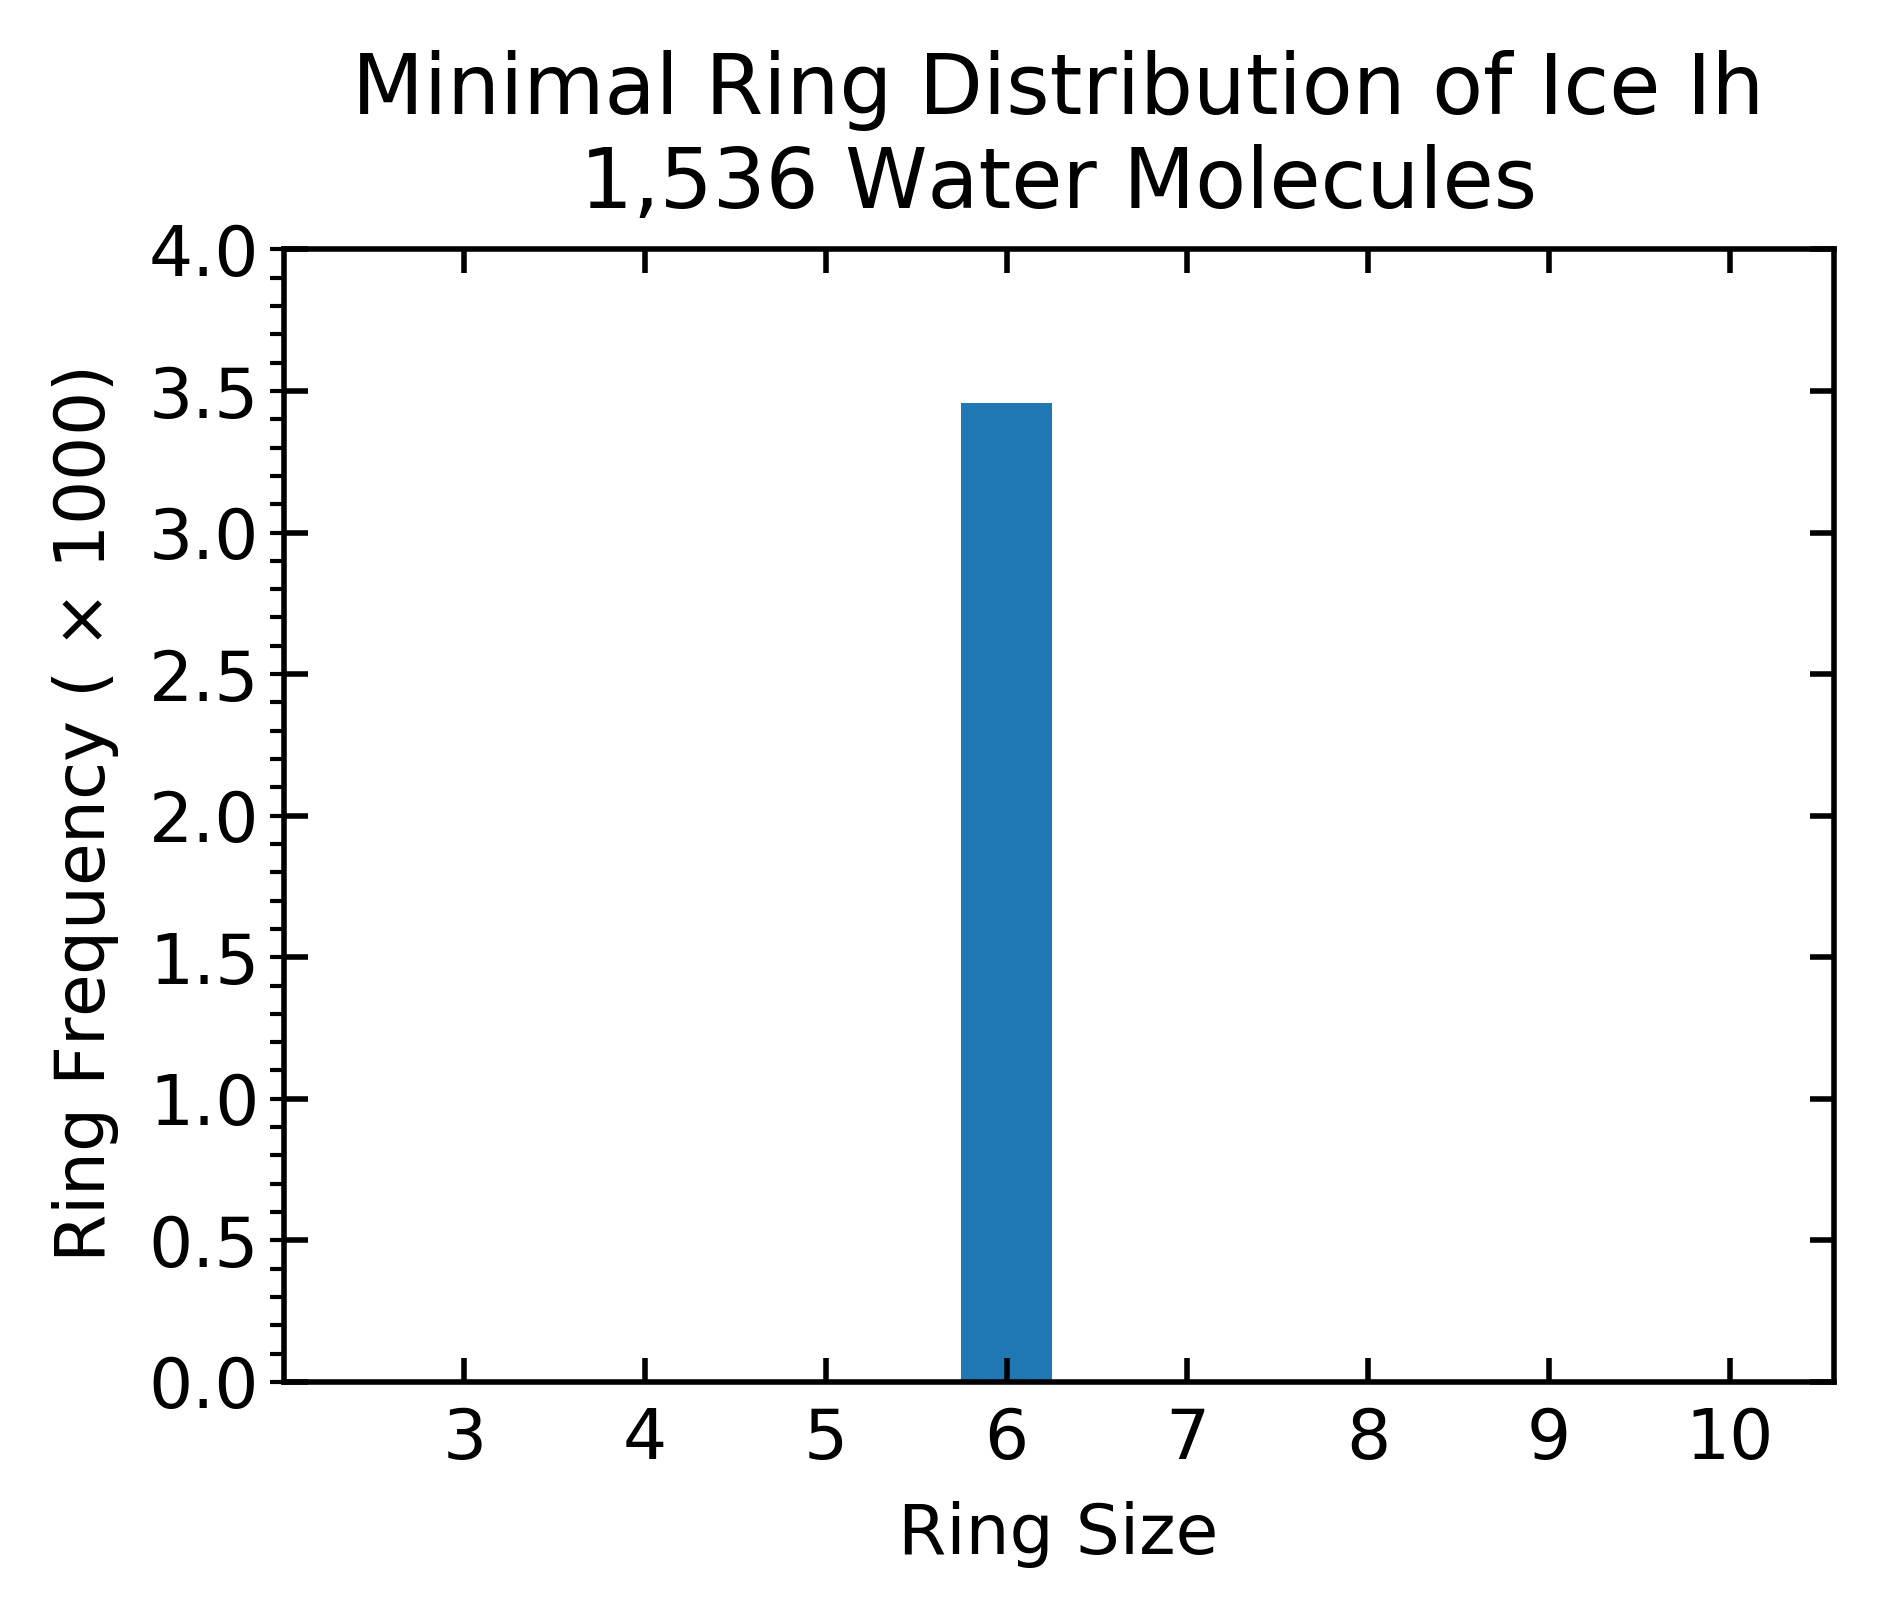 Minimal Ring Distribution of Ice Ih
1,536 Water Molecules
Ring Frequency ( × 1000)
4.0
3.5
3.0
2.5
2.0
1.5
1.0
0.5
0.0
3 4 5 6 7 8 9 10
Ring Size